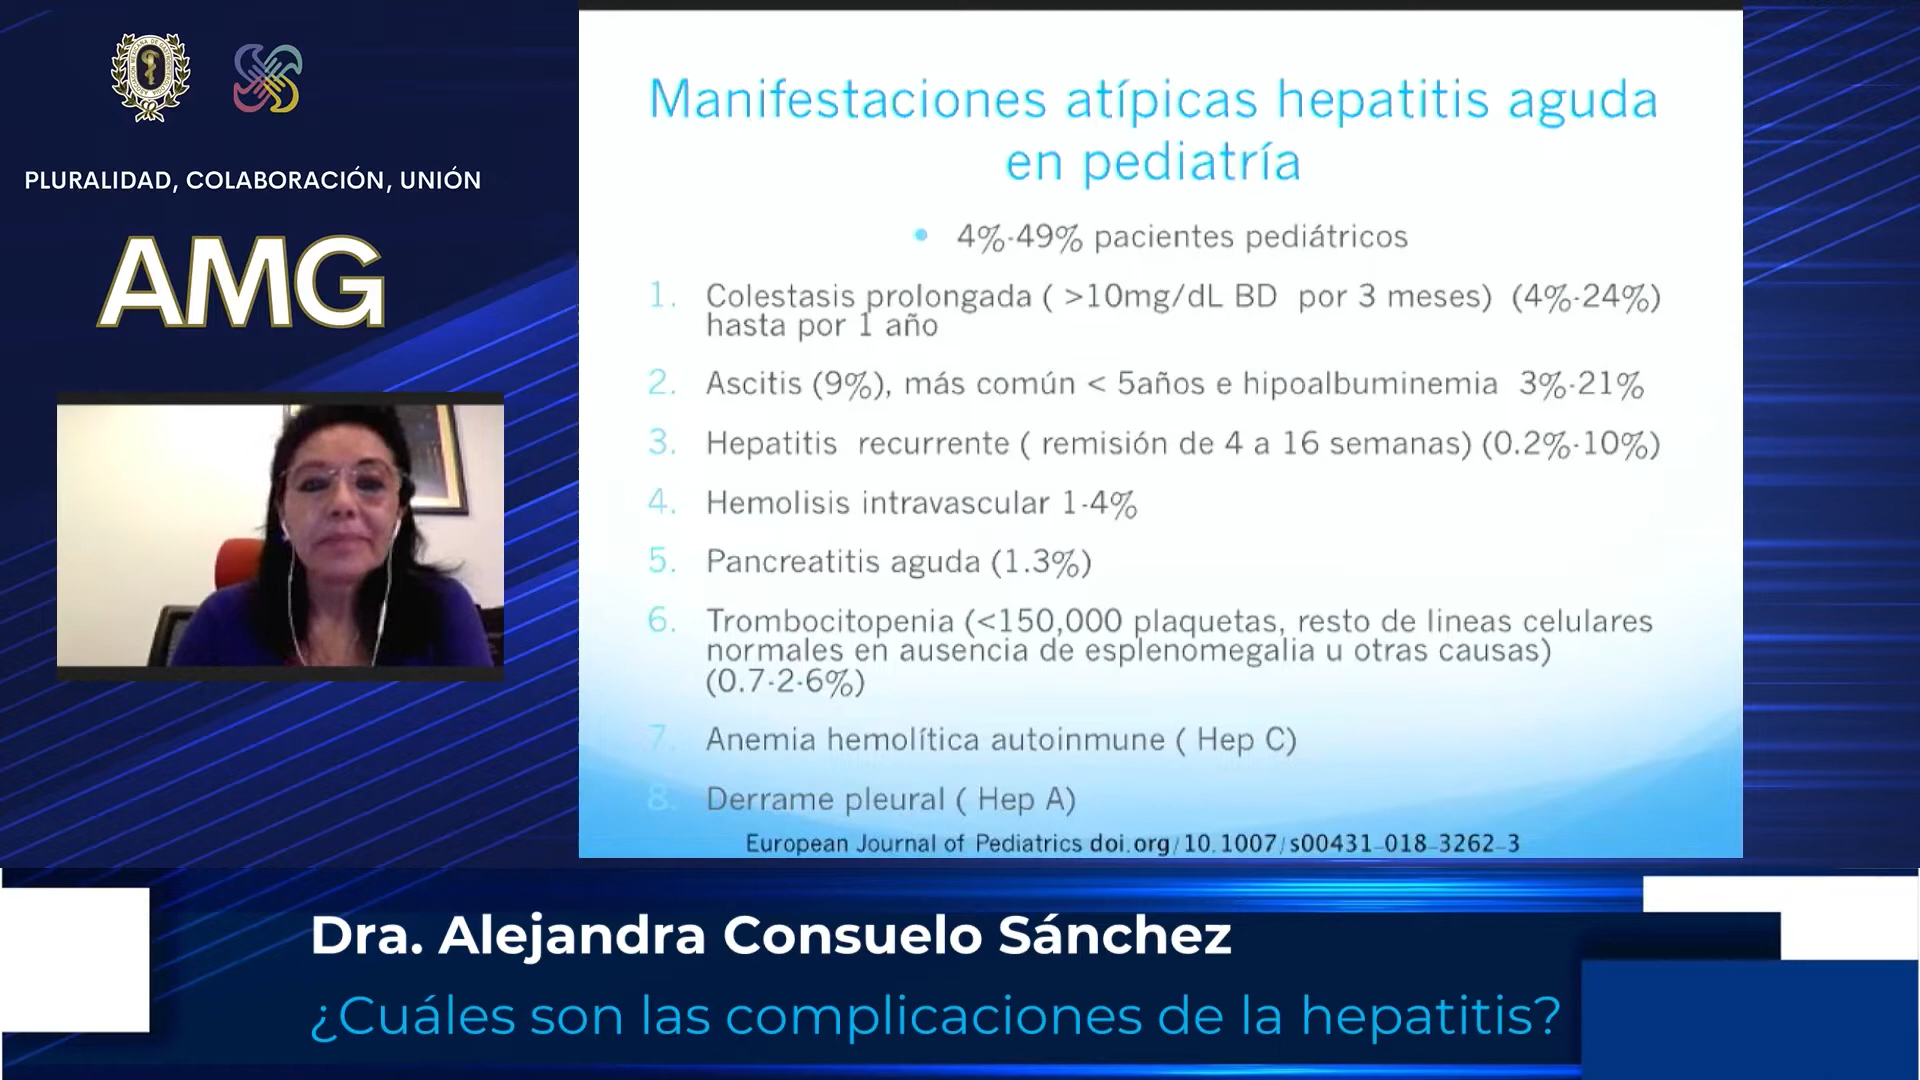 PLURALIDAD, COLABORACIÓN, UNIÓN
AMG
Manifestaciones atípicas hepatitis aguda
en pediatría
• 4%-49% pacientes pediátricos
1. Colestasis prolongada ( >10mg/dL BD por 3 meses) (4%-24%)
hasta por 1 año
2. Ascitis (9%), más común < 5años e hipoalbuminemia 3%-21%
3. Hepatitis recurrente ( remisión de 4 a 16 semanas) (0.2%-10%)
4. Hemolisis intravascular 1-4%
5. Pancreatitis aguda (1.3%)
6. Trombocitopenia (<150,000 plaquetas, resto de lineas celulares
normales en ausencia de esplenomegalia u otras causas)
(0.7-2-6%)
7. Anemia hemolítica autoinmune ( Hep C)
8. Derrame pleural ( Hep A)
European Journal of Pediatrics doi.org/10.1007/s00431-018-3262-3
Dra. Alejandra Consuelo Sánchez
¿Cuáles son las complicaciones de la hepatitis?